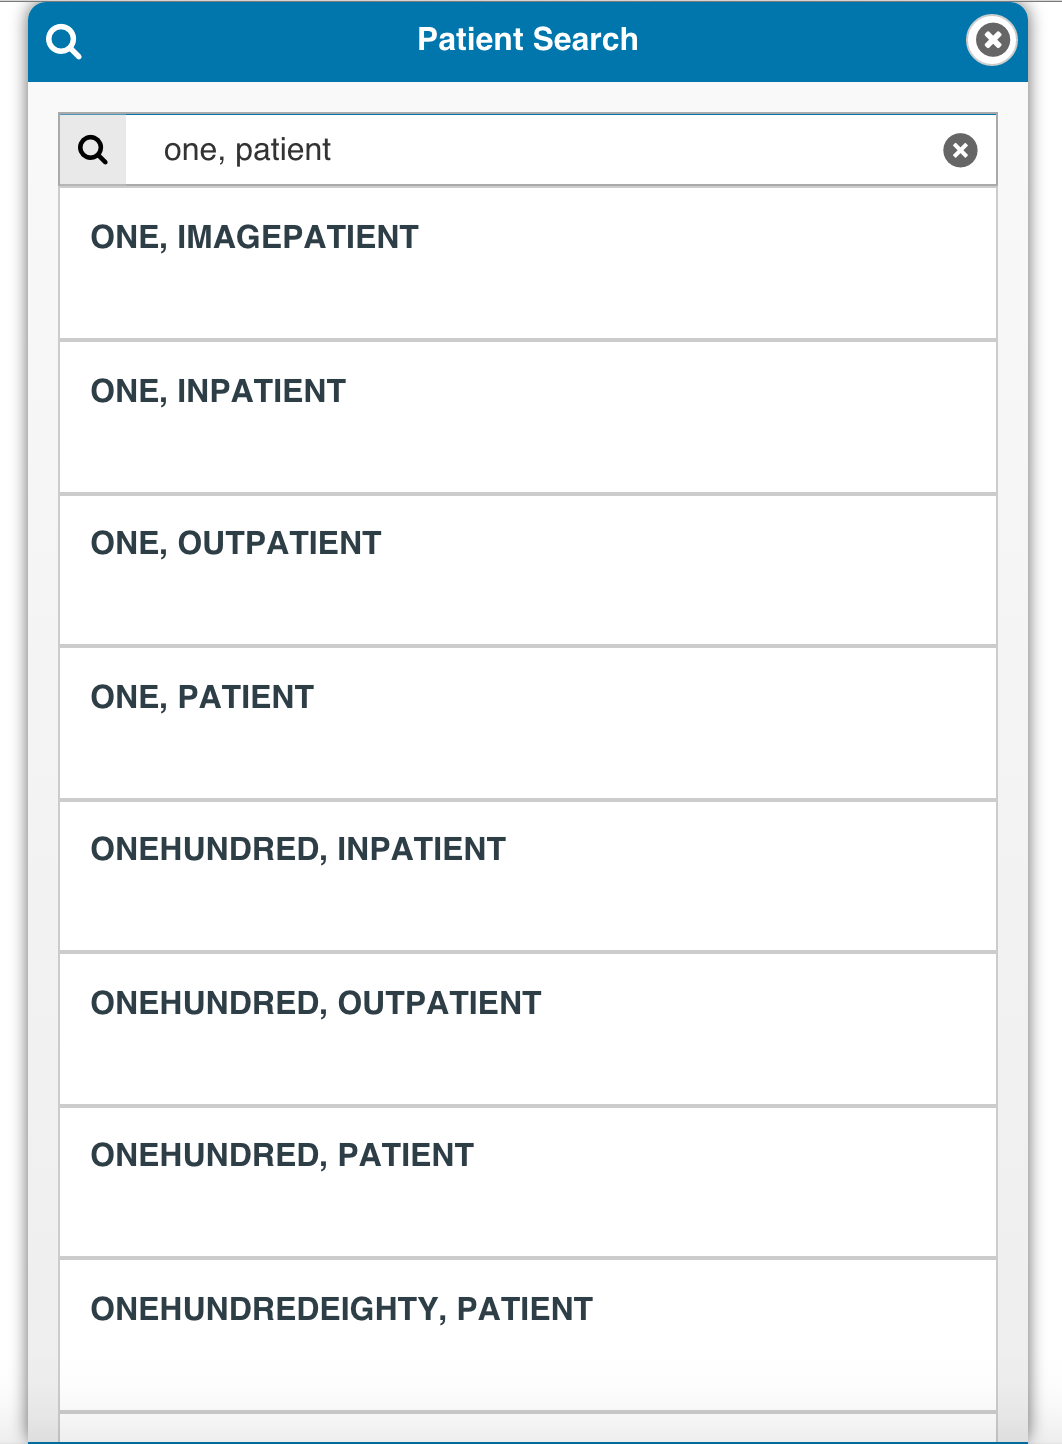 Patient Search
one, patient
ONE, IMAGEPATIENT
ONE, INPATIENT
ONE, OUTPATIENT
ONE, PATIENT
ONEHUNDRED, INPATIENT
ONEHUNDRED, OUTPATIENT
ONEHUNDRED, PATIENT
ONEHUNDREDEIGHTY, PATIENT